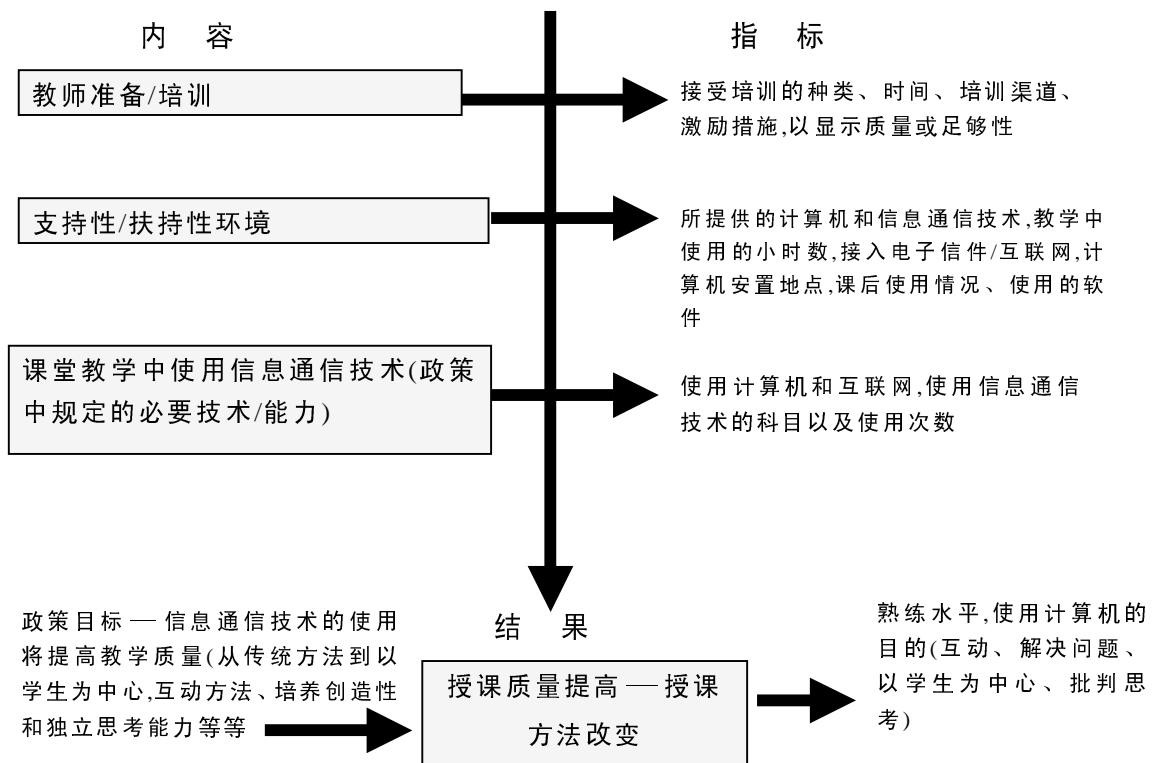 内 容
指 标
教师准备/培训
接受培训的种类、时间、培训渠道、
激励措施,以显示质量或足够性
支持性/扶持性环境
所提供的计算机和信息通信技术,教学中
使用的小时数,接入电子信件/互联网,计
算机安置地点,课后使用情况、使用的软
件
课堂教学中使用信息通信技术(政策
中规定的必要技术/能力)
使用计算机和互联网,使用信息通信
技术的科目以及使用次数
政策目标 — 信息通信技术的使用
将提高教学质量(从传统方法到以
学生为中心,互动方法、培养创造性
和独立思考能力等等
结 果
授课质量提高 — 授课
方法改变
熟练水平,使用计算机的
目的(互动、解决问题、
以学生为中心、批判思
考)